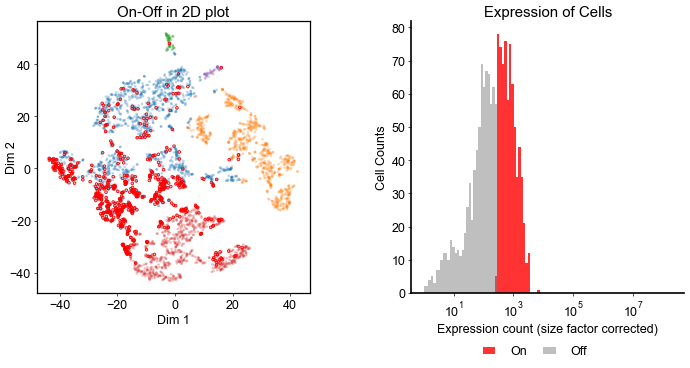 On-Off in 2D plot
40
20
0
−20
−40
Dim 2
−40 −20 0 20 40
Dim 1
Expression of Cells
80
70
60
50
40
30
20
10
0
Cell Counts
10^1 10^3 10^5 10^7
Expression count (size factor corrected)
On Off